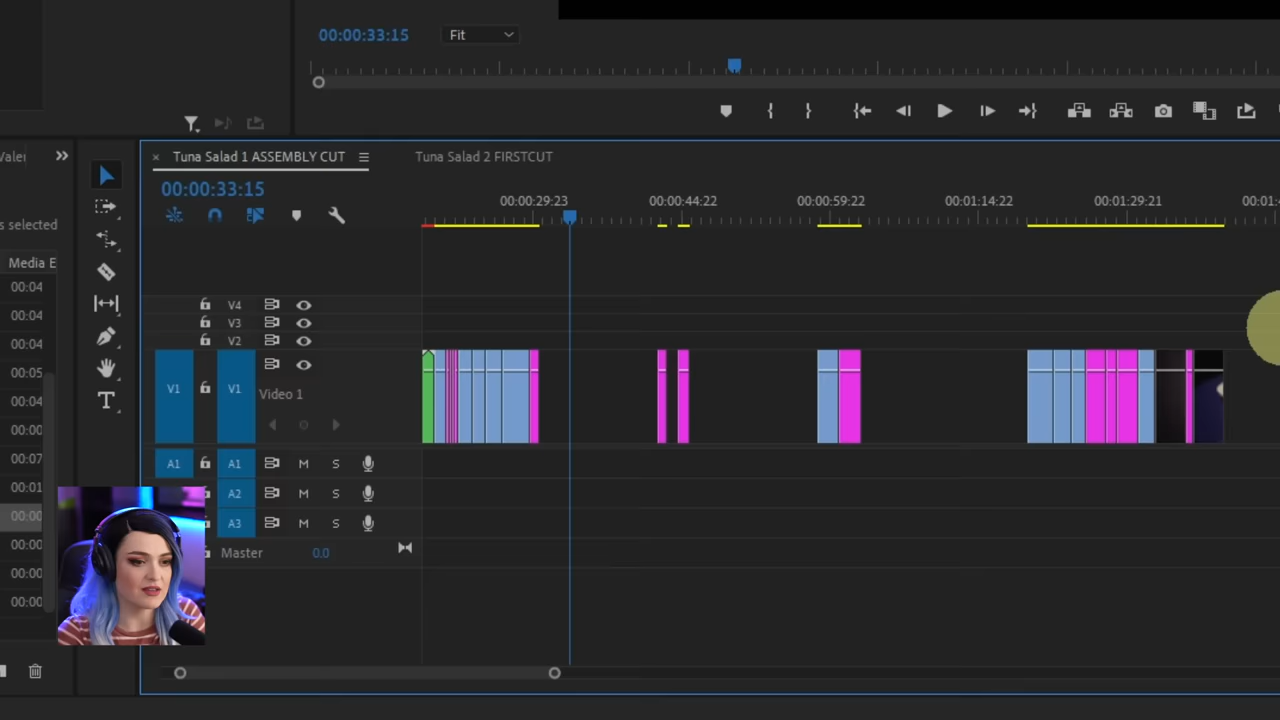 00:00:33:15 Fit
Valer
Tuna Salad 1 ASSEMBLY CUT
Tuna Salad 2 FIRSTCUT
00:00:33:15
00:00:29:23 00:00:44:22 00:00:59:22 00:01:14:22 00:01:29:21 00:01:4
s selected
Media E
00:04
00:04
00:04
00:05
00:04
00:00
00:07
00:01
00:00
00:00
00:00
00:00
V4
V3
V2
V1 V1
Video 1
A1 A1 M S
A2 M S
A3 M S
Master 0.0
T